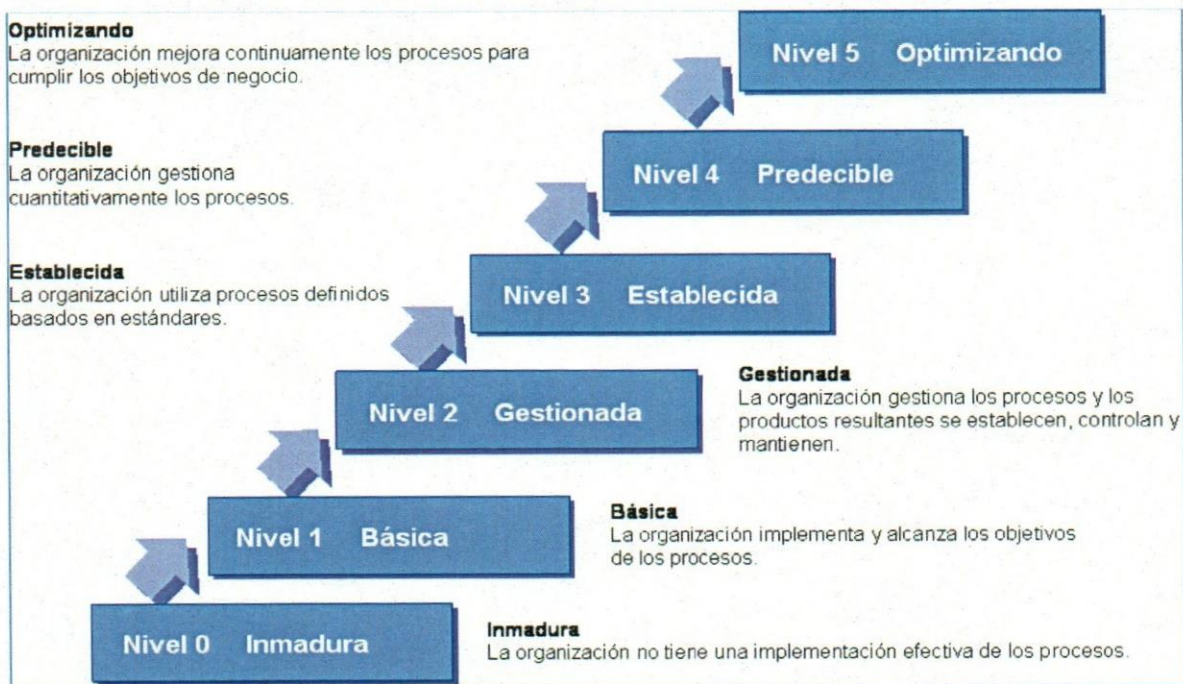 Optimizando
La organización mejora continuamente los procesos para
cumplir los objetivos de negocio.
Nivel 5 Optimizando
Predecible
La organización gestiona
cuantitativamente los procesos.
Nivel 4 Predecible
Establecida
La organización utiliza procesos definidos
basados en estándares.
Nivel 3 Establecida
Gestionada
La organización gestiona los procesos y los
productos resultantes se establecen, controlan y
mantienen.
Nivel 2 Gestionada
Básica
La organización implementa y alcanza los objetivos
de los procesos.
Nivel 1 Básica
Inmadura
La organización no tiene una implementación efectiva de los procesos.
Nivel 0 Inmadura